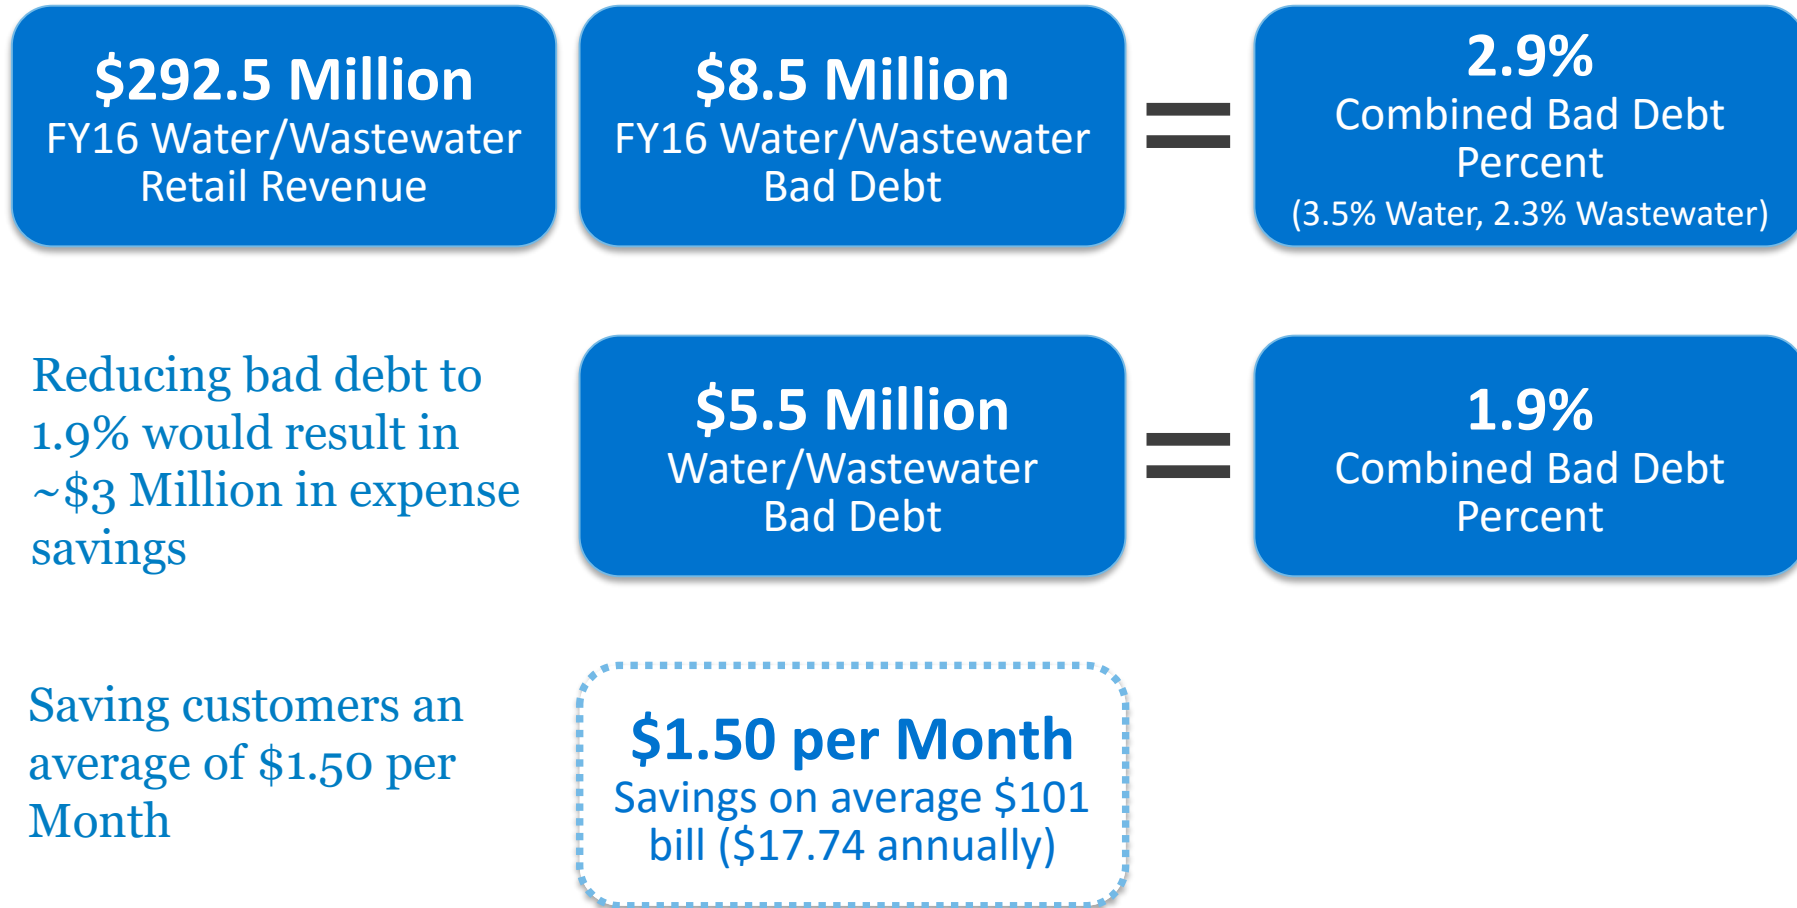 $292.5 Million
FY16 Water/Wastewater
Retail Revenue
$8.5 Million
FY16 Water/Wastewater
Bad Debt
=
2.9%
Combined Bad Debt
Percent
(3.5% Water, 2.3% Wastewater)
Reducing bad debt to
1.9% would result in
~$3 Million in expense
savings
$5.5 Million
Water/Wastewater
Bad Debt
=
1.9%
Combined Bad Debt
Percent
Saving customers an
average of $1.50 per
Month
$1.50 per Month
Savings on average $101
bill ($17.74 annually)